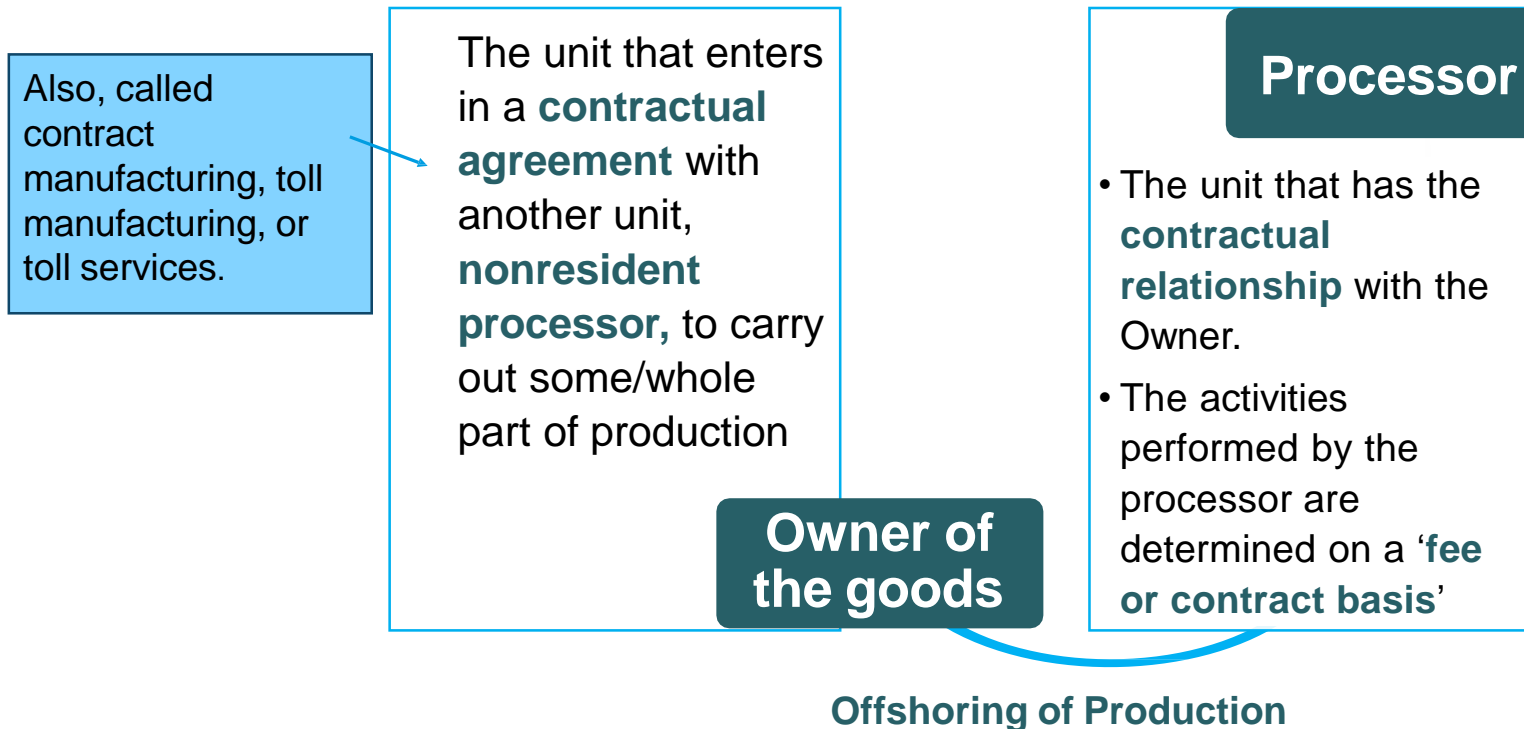 Also, called
contract
manufacturing, toll
manufacturing, or
toll services.
The unit that enters
in a contractual
agreement with
another unit,
nonresident
processor, to carry
out some/whole
part of production
Owner of
the goods
Processor
• The unit that has the
contractual
relationship with the
Owner.
• The activities
performed by the
processor are
determined on a ‘fee
or contract basis’
Offshoring of Production